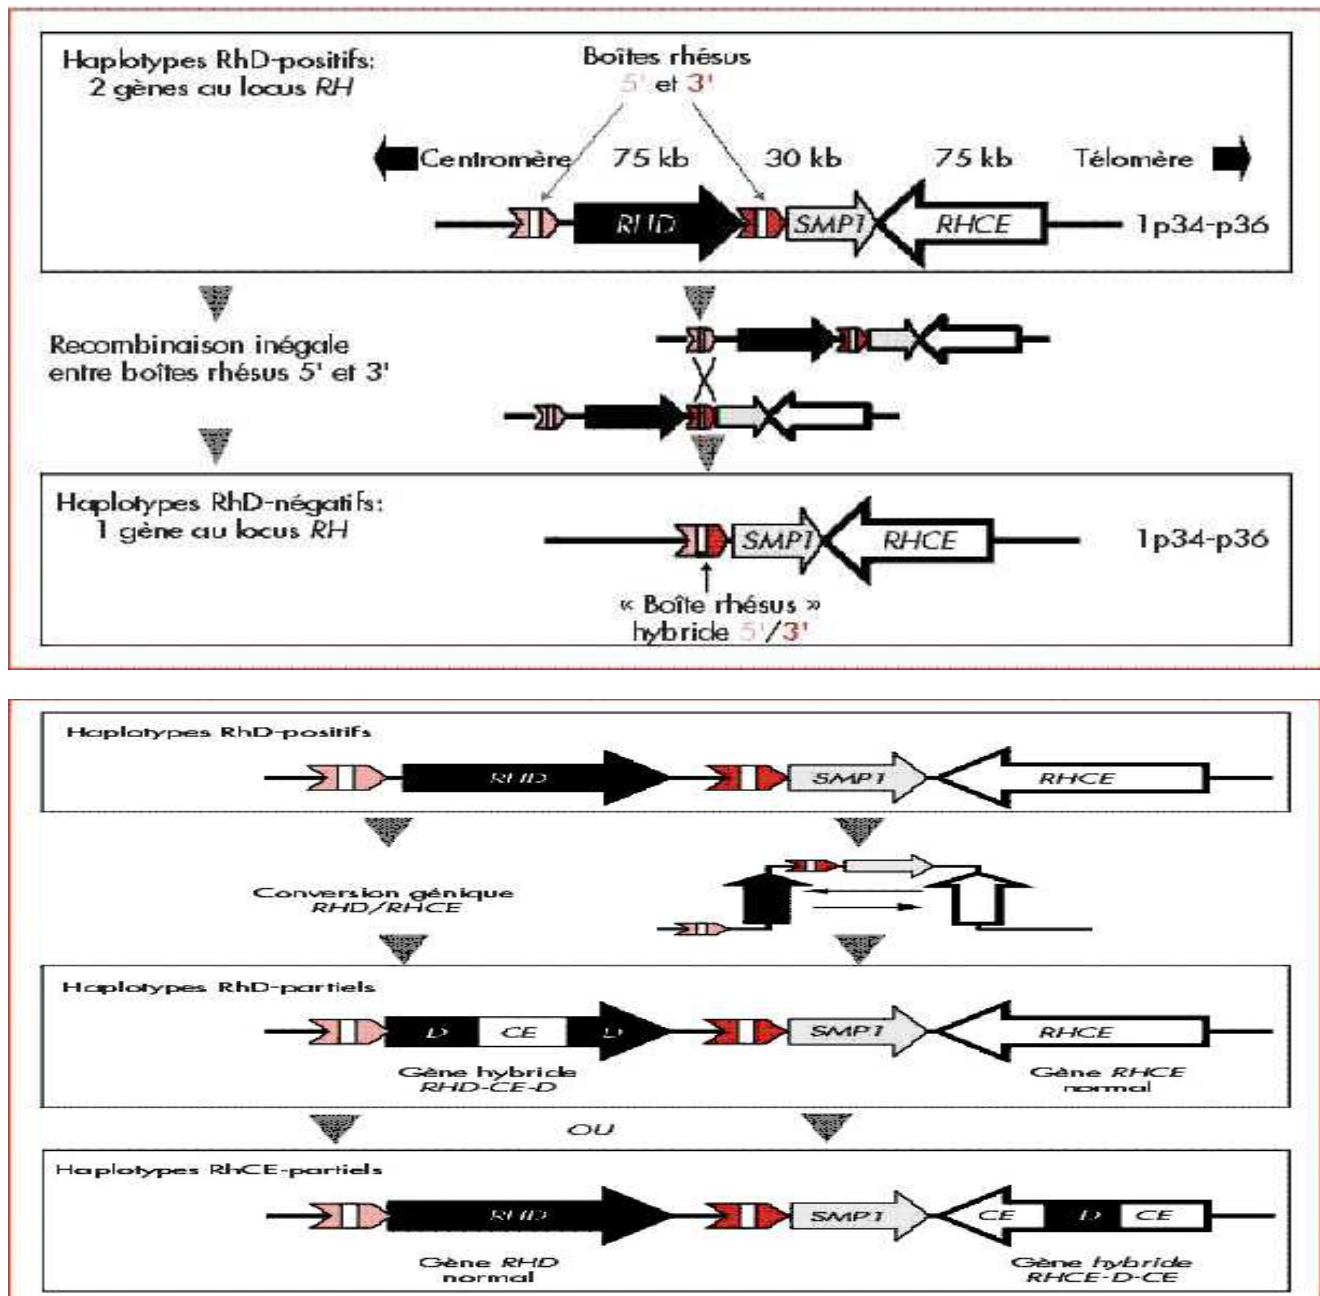 Haplotypes RhD-positifs:
2 gènes au locus RH
Boîtes rhésus
5' et 3'
Centromère 75 kb 30 kb 75 kb Télomère
RHD SMP1 RHCE 1p34-p36
Recombinaison inégale
entre boîtes rhésus 5' et 3'
Haplotypes RhD-négatifs:
1 gène au locus RH
SMP1 RHCE 1p34-p36
« Boîte rhésus »
hybride 5'/3'
Haplotypes RhD-positifs
RHD SMP1 RHCE
Conversion génique
RHD/RHCE
Haplotypes RhD-partiels
D CE D SMP1 RHCE
Gène hybride
RHD-CE-D
Gène RHCE
normal
OU
Haplotypes RhCE-partiels
RHD SMP1 CE D CE
Gène RHD
normal
Gène hybride
RHCE-D-CE